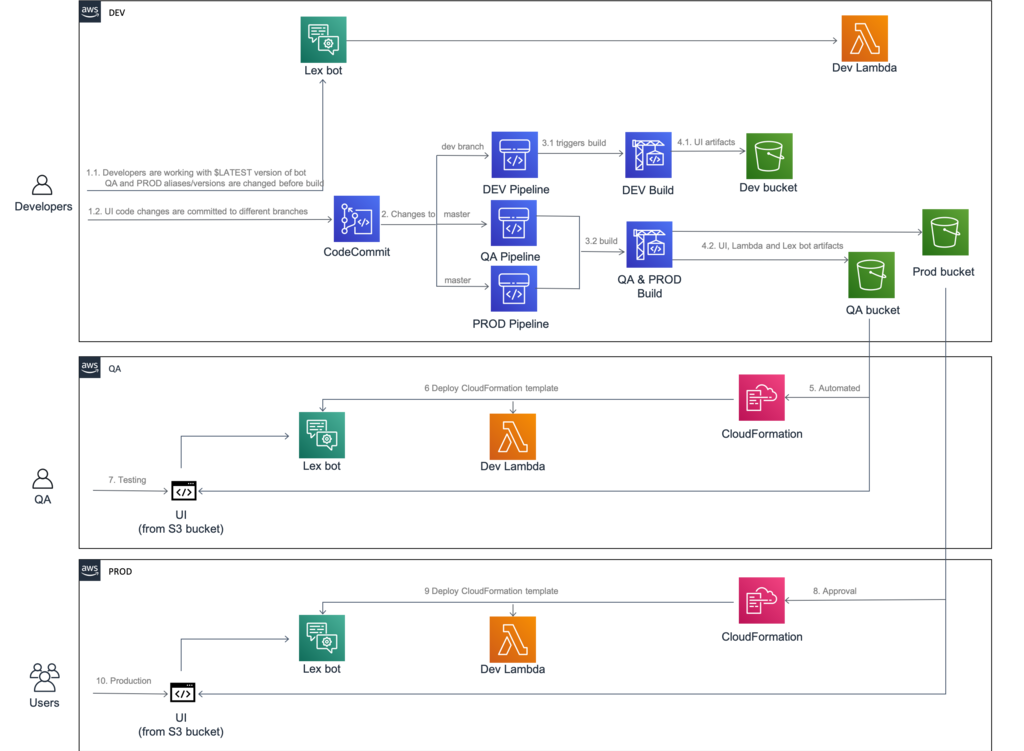 aws
DEV
Lex bot
Dev Lambda
1.1. Developers are working with $LATEST version of bot
QA and PROD aliases/versions are changed before build
Developers
1.2. UI code changes are committed to different branches
CodeCommit
2. Changes to
dev branch
DEV Pipeline
3.1 triggers build
DEV Build
4.1. UI artifacts
Dev bucket
master
QA Pipeline
master
PROD Pipeline
3.2 build
QA & PROD
Build
4.2. UI, Lambda and Lex bot artifacts
Prod bucket
QA bucket
aws
QA
6 Deploy CloudFormation template
5. Automated
CloudFormation
Lex bot
Dev Lambda
7. Testing
QA
UI
(from S3 bucket)
aws
PROD
9 Deploy CloudFormation template
8. Approval
CloudFormation
Lex bot
Dev Lambda
10. Production
Users
UI
(from S3 bucket)